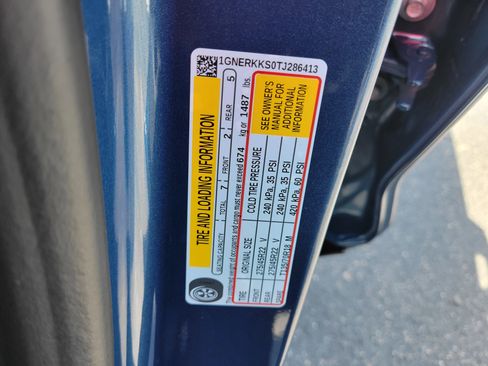 1GNERKKS0TJ286413
TIRE AND LOADING INFORMATION
SEATING CAPACITY TOTAL 7 FRONT 2 REAR 5
The combined weight of occupants and cargo must never exceed 674 kg or 1487 lbs.
TIRE ORIGINAL SIZE COLD TIRE PRESSURE
FRONT 275/45R22 V 240 kPa, 35 PSI
REAR 275/45R22 V 240 kPa, 35 PSI
SPARE T135/70R18 M 420 kPa, 60 PSI
SEE OWNER'S
MANUAL FOR
ADDITIONAL
INFORMATION